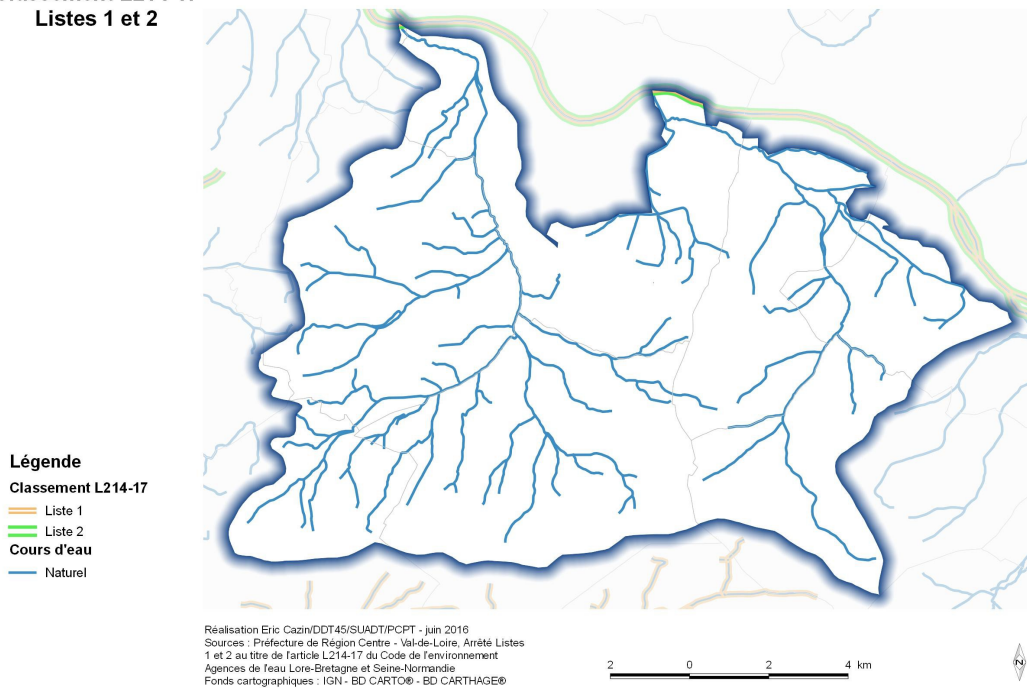 Listes 1 et 2
Légende
Classement L214-17
Liste 1
Liste 2
Cours d'eau
Naturel
Réalisation Eric Cazin/DDT45/SUADT/PCPT - juin 2016
Sources : Préfecture de Région Centre - Val-de-Loire, Arrêté Listes
1 et 2 au titre de l'article L214-17 du Code de l'environnement
Agences de l'eau Lore-Bretagne et Seine-Normandie
Fonds cartographiques : IGN - BD CARTO® - BD CARTHAGE®
2 0 2 4 km
N